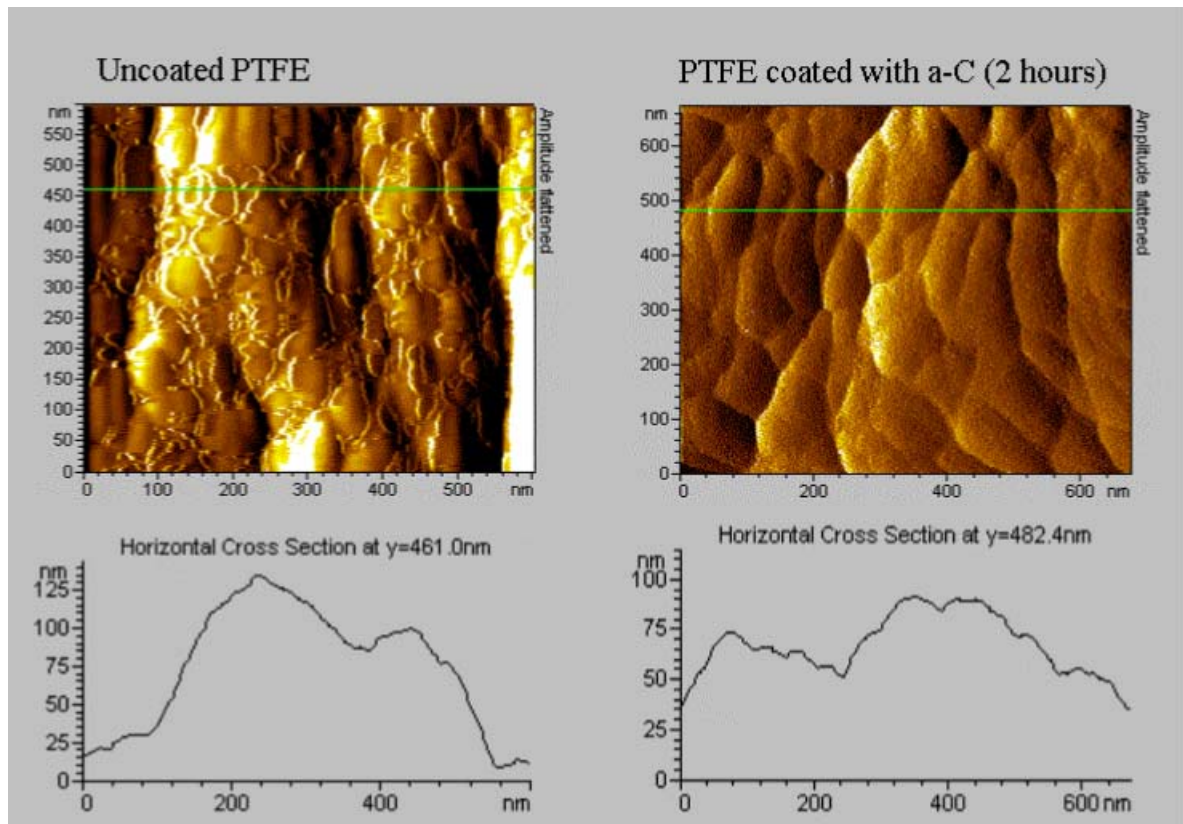 Uncoated PTFE
nm
550
500
450
400
350
300
250
200
150
100
50
0
0 100 200 300 400 500 nm
Amplitude flattened
PTFE coated with a-C (2 hours)
nm
600
500
400
300
200
100
0
0 200 400 600 nm
Amplitude flattened
Horizontal Cross Section at y=461.0nm
nm
125
100
75
50
25
0
0 200 400 nm
Horizontal Cross Section at y=482.4nm
nm
100
75
50
25
0
0 200 400 600 nm